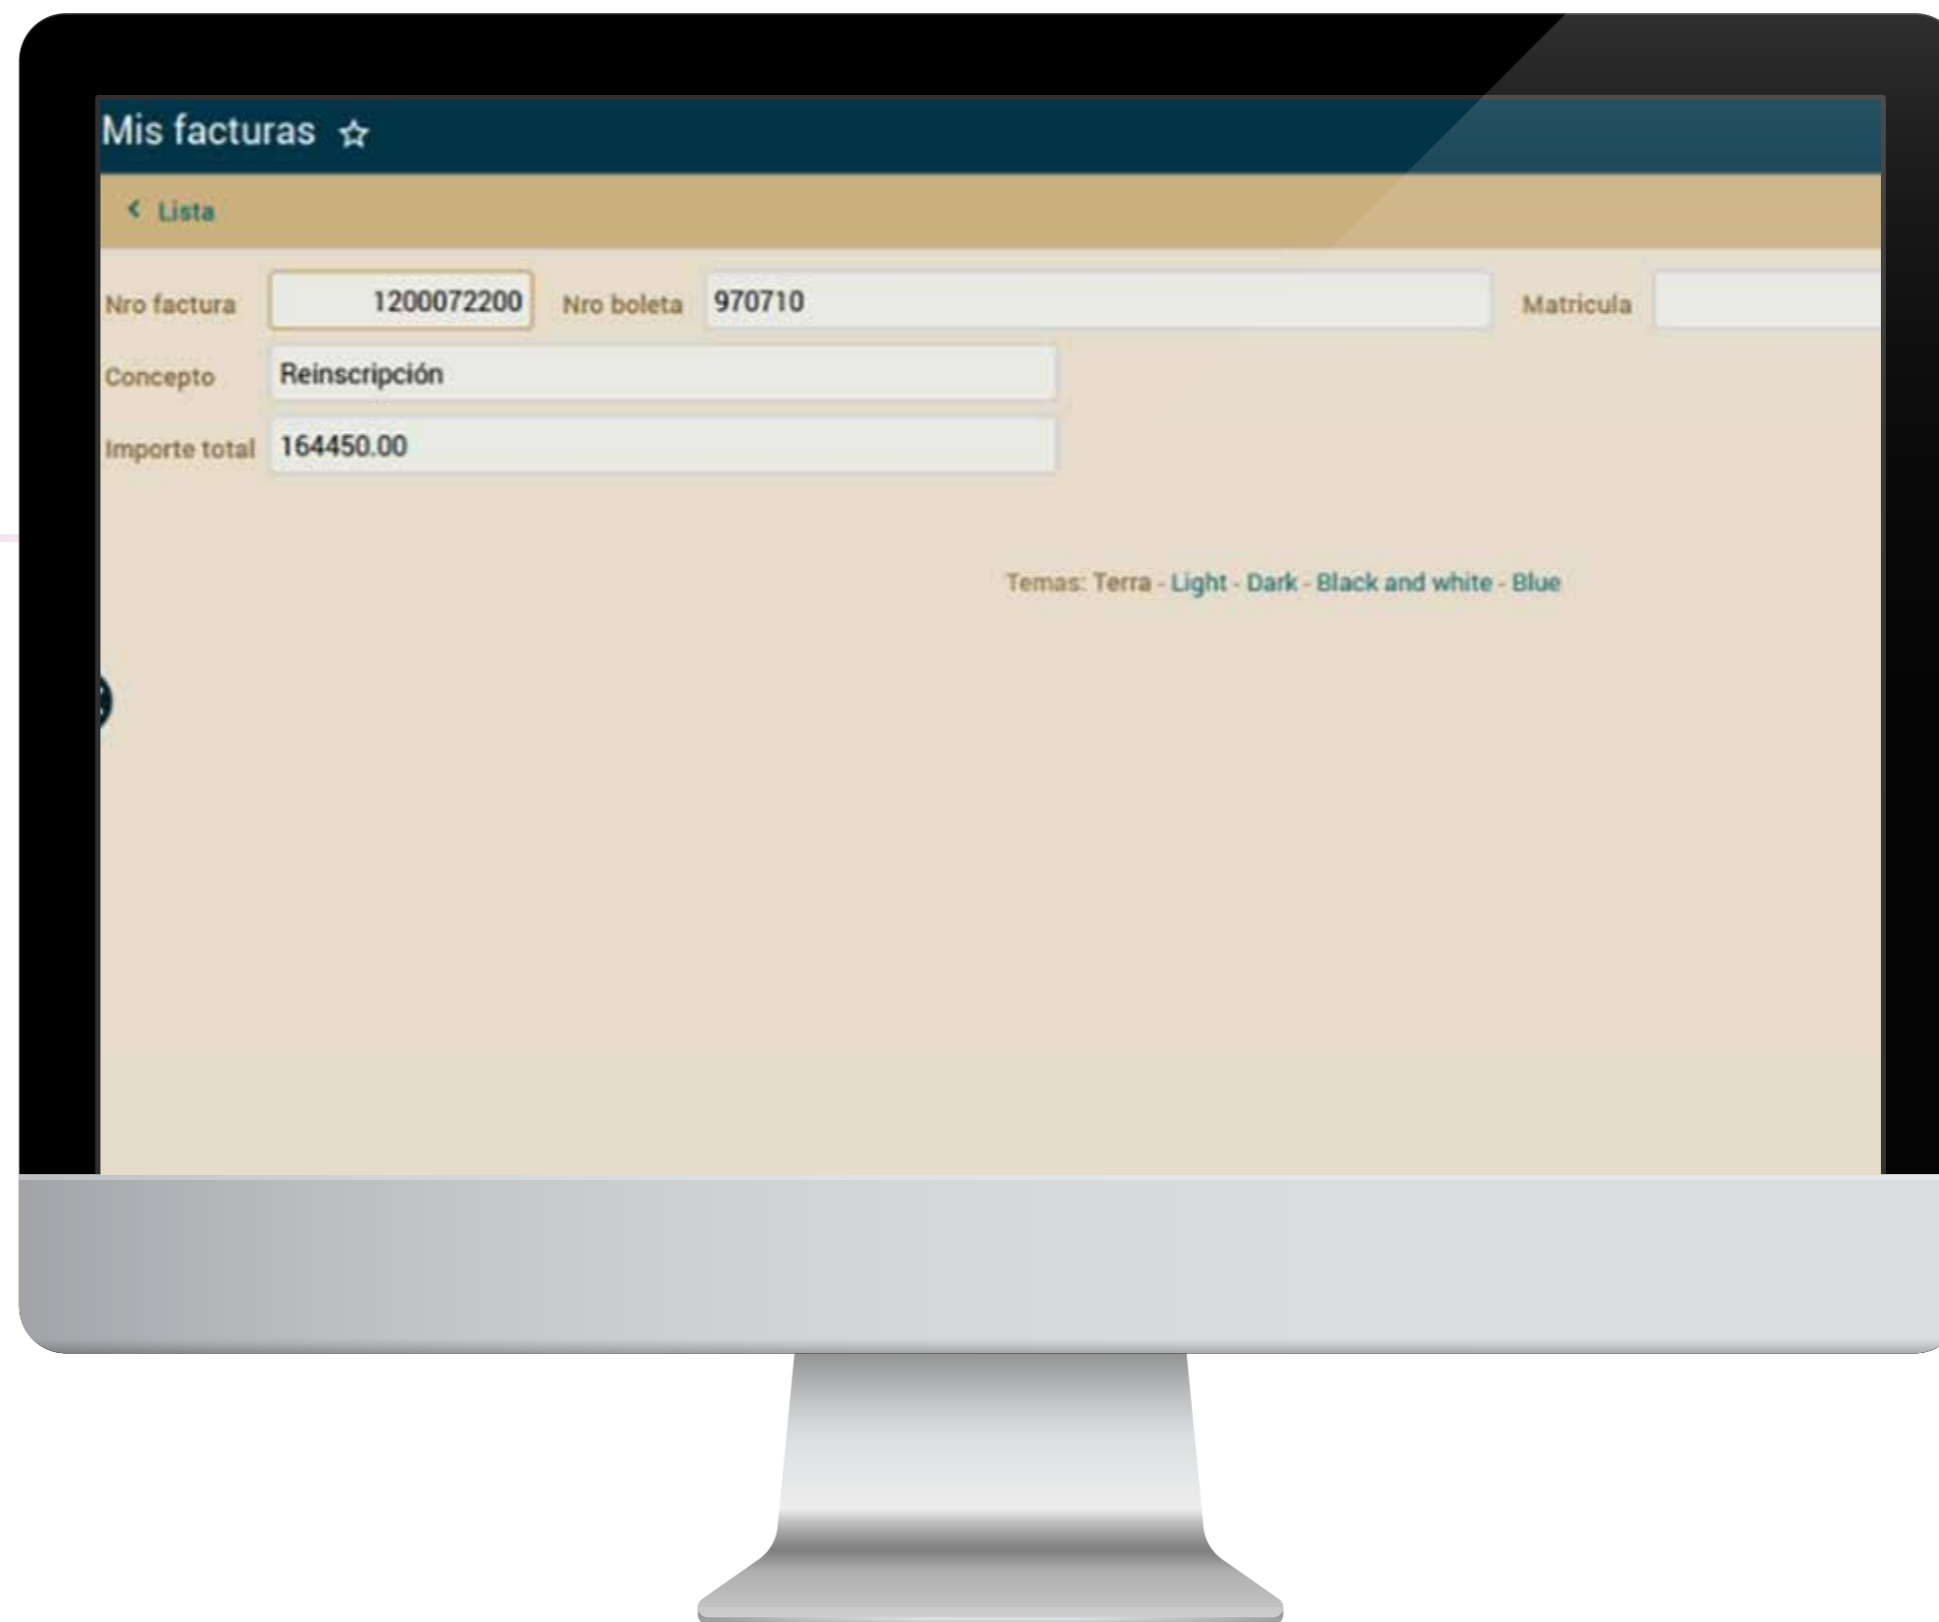 Mis facturas
Lista
Nro factura 1200072200 Nro boleta 970710 Matricula
Concepto Reinscripción
Importe total 164450.00
Temas: Terra - Light - Dark - Black and white - Blue